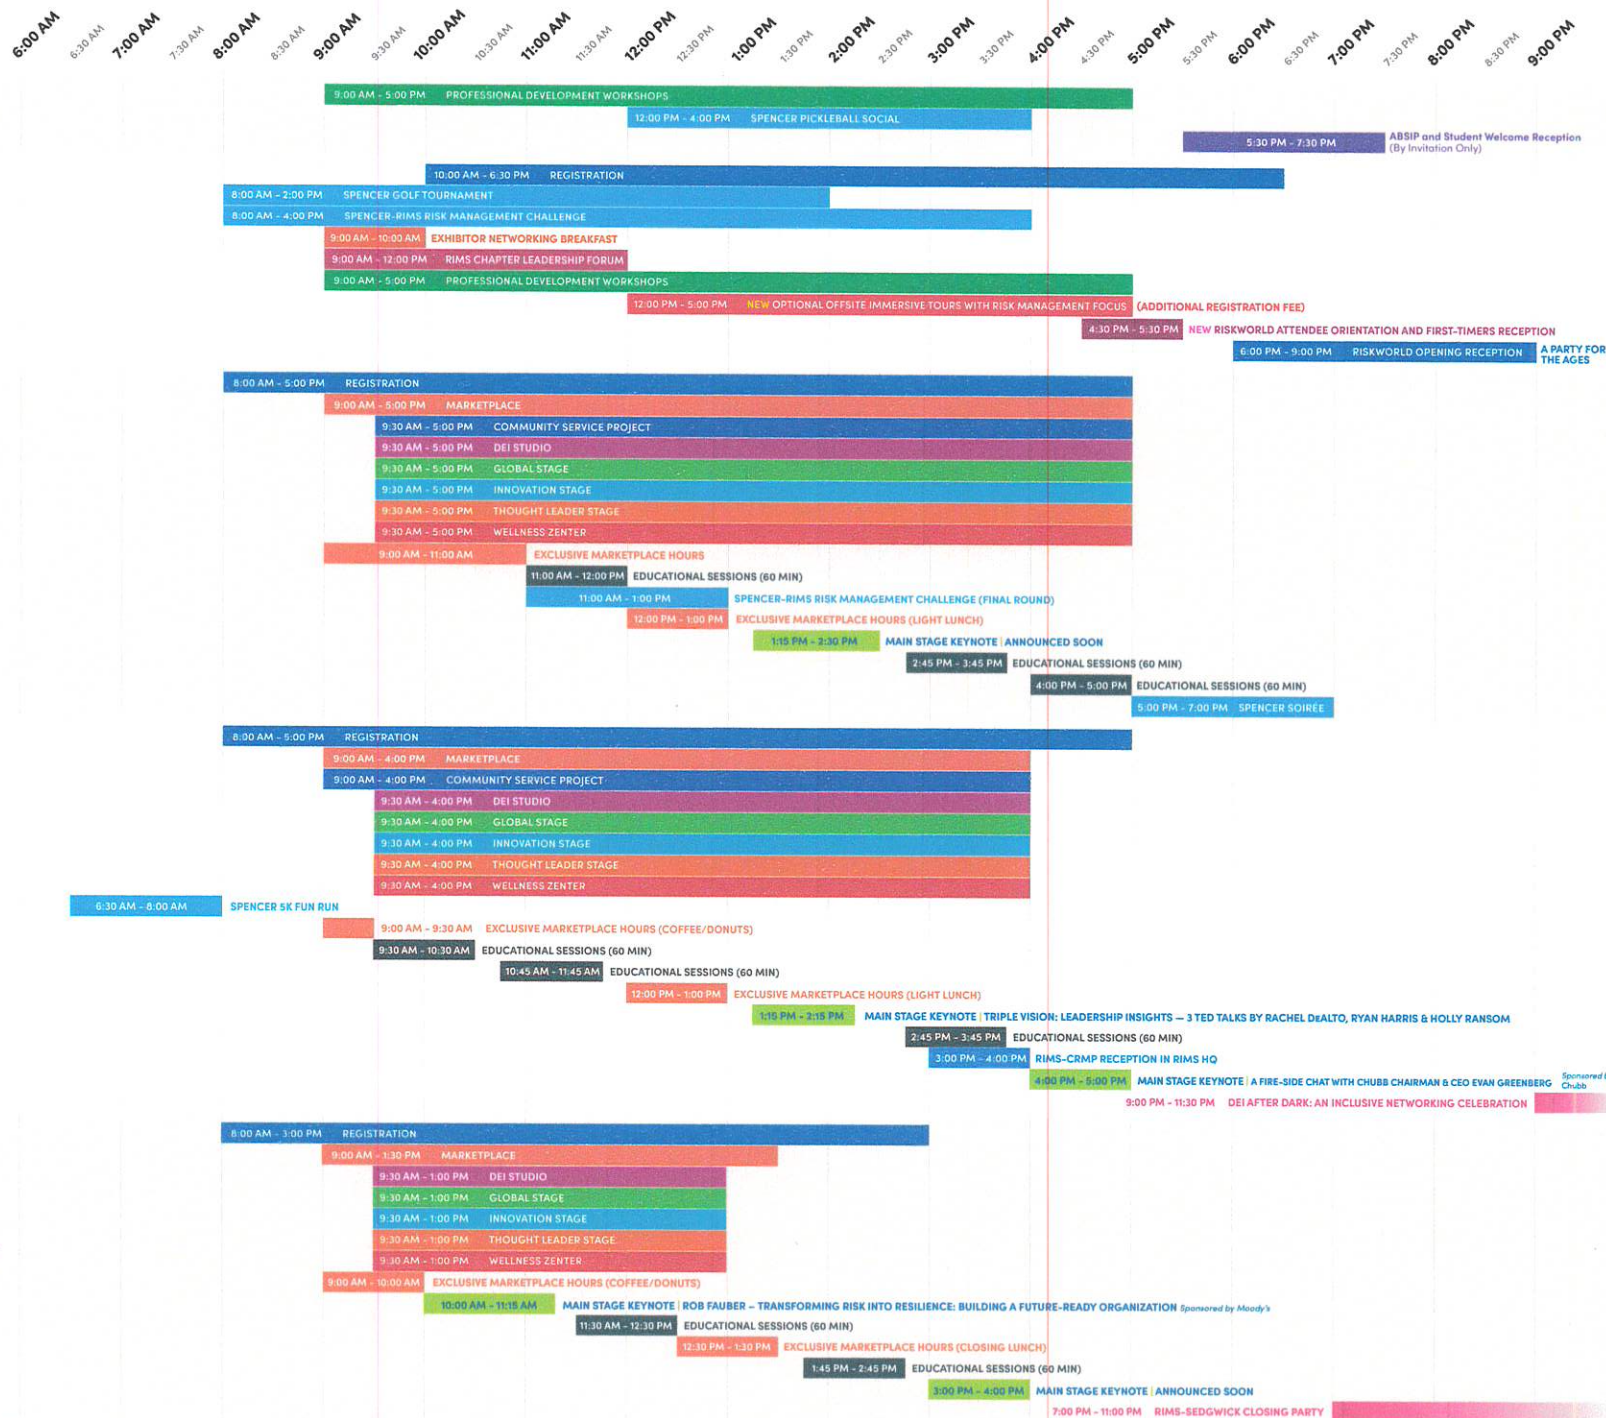 6:00 AM
6:30 AM
7:00 AM
7:30 AM
8:00 AM
8:30 AM
9:00 AM
9:30 AM
10:00 AM
10:30 AM
11:00 AM
11:30 AM
12:00 PM
12:30 PM
1:00 PM
1:30 PM
2:00 PM
2:30 PM
3:00 PM
3:30 PM
4:00 PM
4:30 PM
5:00 PM
5:30 PM
6:00 PM
6:30 PM
7:00 PM
7:30 PM
8:00 PM
8:30 PM
9:00 PM
9:00 AM – 5:00 PM PROFESSIONAL DEVELOPMENT WORKSHOPS
12:00 PM – 4:00 PM SPENCER PICKLEBALL SOCIAL
5:30 PM – 7:30 PM ABSIP and Student Welcome Reception
(By Invitation Only)
10:00 AM – 6:30 PM REGISTRATION
8:00 AM – 2:00 PM SPENCER GOLF TOURNAMENT
8:00 AM – 4:00 PM SPENCER-RIMS RISK MANAGEMENT CHALLENGE
9:00 AM – 10:00 AM EXHIBITOR NETWORKING BREAKFAST
9:00 AM – 12:00 PM RIMS CHAPTER LEADERSHIP FORUM
9:00 AM – 5:00 PM PROFESSIONAL DEVELOPMENT WORKSHOPS
12:00 PM – 5:00 PM NEW OPTIONAL OFFSITE IMMERSIVE TOURS WITH RISK MANAGEMENT FOCUS (ADDITIONAL REGISTRATION FEE)
4:30 PM – 5:30 PM NEW RISKWORLD ATTENDEE ORIENTATION AND FIRST-TIMERS RECEPTION
6:00 PM – 9:00 PM RISKWORLD OPENING RECEPTION A PARTY FOR
THE AGES
8:00 AM – 5:00 PM REGISTRATION
9:00 AM – 5:00 PM MARKETPLACE
9:30 AM – 5:00 PM COMMUNITY SERVICE PROJECT
9:30 AM – 5:00 PM DEI STUDIO
9:30 AM – 5:00 PM GLOBAL STAGE
9:30 AM – 5:00 PM INNOVATION STAGE
9:30 AM – 5:00 PM THOUGHT LEADER STAGE
9:30 AM – 5:00 PM WELLNESS ZENTER
9:00 AM – 11:00 AM EXCLUSIVE MARKETPLACE HOURS
11:00 AM – 12:00 PM EDUCATIONAL SESSIONS (60 MIN)
11:00 AM – 1:00 PM SPENCER-RIMS RISK MANAGEMENT CHALLENGE (FINAL ROUND)
12:00 PM – 1:00 PM EXCLUSIVE MARKETPLACE HOURS (LIGHT LUNCH)
1:15 PM – 2:30 PM MAIN STAGE KEYNOTE | ANNOUNCED SOON
2:45 PM – 3:45 PM EDUCATIONAL SESSIONS (60 MIN)
4:00 PM – 5:00 PM EDUCATIONAL SESSIONS (60 MIN)
5:00 PM – 7:00 PM SPENCER SOIRÉE
8:00 AM – 5:00 PM REGISTRATION
9:00 AM – 4:00 PM MARKETPLACE
9:00 AM – 4:00 PM COMMUNITY SERVICE PROJECT
9:30 AM – 4:00 PM DEI STUDIO
9:30 AM – 4:00 PM GLOBAL STAGE
9:30 AM – 4:00 PM INNOVATION STAGE
9:30 AM – 4:00 PM THOUGHT LEADER STAGE
9:30 AM – 4:00 PM WELLNESS ZENTER
6:30 AM – 8:00 AM SPENCER 5K FUN RUN
9:00 AM – 9:30 AM EXCLUSIVE MARKETPLACE HOURS (COFFEE/DONUTS)
9:30 AM – 10:30 AM EDUCATIONAL SESSIONS (60 MIN)
10:45 AM – 11:45 AM EDUCATIONAL SESSIONS (60 MIN)
12:00 PM – 1:00 PM EXCLUSIVE MARKETPLACE HOURS (LIGHT LUNCH)
1:15 PM – 2:15 PM MAIN STAGE KEYNOTE | TRIPLE VISION: LEADERSHIP INSIGHTS — 3 TED TALKS BY RACHEL DeALTO, RYAN HARRIS & HOLLY RANSOM
2:45 PM – 3:45 PM EDUCATIONAL SESSIONS (60 MIN)
3:00 PM – 4:00 PM RIMS-CRMP RECEPTION IN RIMS HQ
4:00 PM – 5:00 PM MAIN STAGE KEYNOTE | A FIRE-SIDE CHAT WITH CHUBB CHAIRMAN & CEO EVAN GREENBERG Sponsored
Chubb
9:00 PM – 11:30 PM DEI AFTER DARK: AN INCLUSIVE NETWORKING CELEBRATION
8:00 AM – 3:00 PM REGISTRATION
9:00 AM – 1:30 PM MARKETPLACE
9:30 AM – 1:00 PM DEI STUDIO
9:30 AM – 1:00 PM GLOBAL STAGE
9:30 AM – 1:00 PM INNOVATION STAGE
9:30 AM – 1:00 PM THOUGHT LEADER STAGE
9:30 AM – 1:00 PM WELLNESS ZENTER
9:00 AM – 10:00 AM EXCLUSIVE MARKETPLACE HOURS (COFFEE/DONUTS)
10:00 AM – 11:15 AM MAIN STAGE KEYNOTE | ROB FAUBER – TRANSFORMING RISK INTO RESILIENCE: BUILDING A FUTURE-READY ORGANIZATION Sponsored by Moody's
11:30 AM – 12:30 PM EDUCATIONAL SESSIONS (60 MIN)
12:30 PM – 1:30 PM EXCLUSIVE MARKETPLACE HOURS (CLOSING LUNCH)
1:45 PM – 2:45 PM EDUCATIONAL SESSIONS (60 MIN)
3:00 PM – 4:00 PM MAIN STAGE KEYNOTE | ANNOUNCED SOON
7:00 PM – 11:00 PM RIMS-SEDGWICK CLOSING PARTY